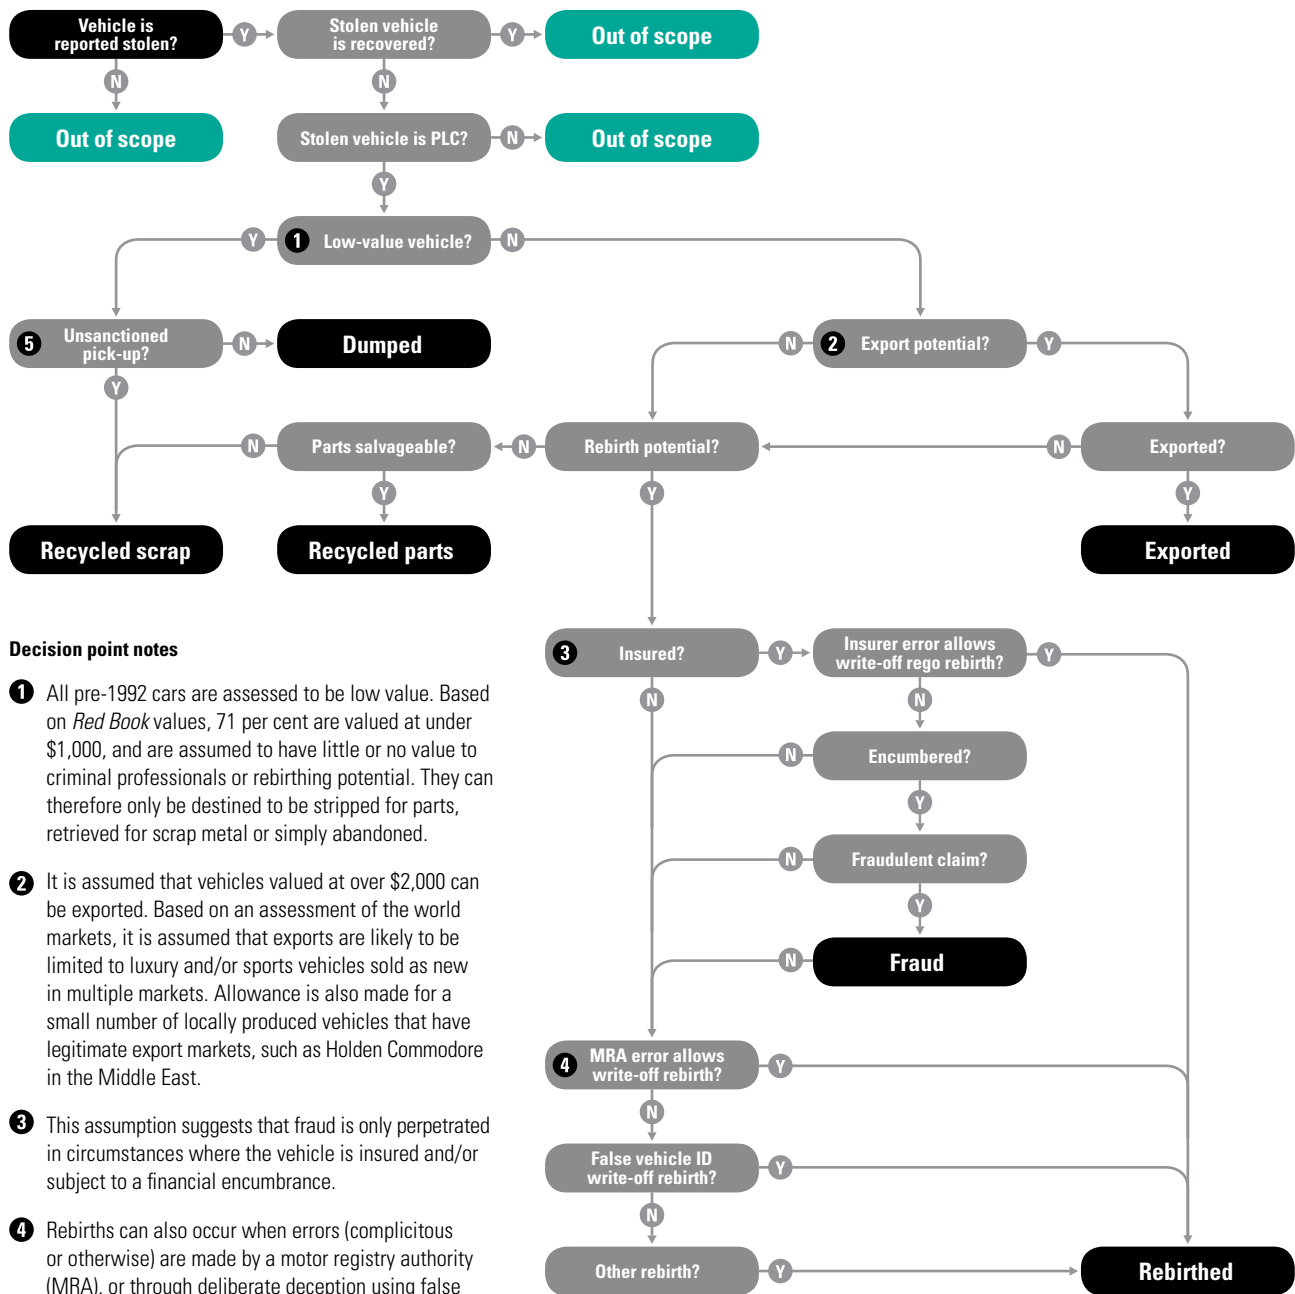 Vehicle is
reported stolen?
Y
Stolen vehicle
is recovered?
Y
Out of scope
N
N
Out of scope
Stolen vehicle is PLC?
N
Out of scope
Y
Y
1 Low-value vehicle?
N
5 Unsanctioned
pick-up?
N
Dumped
N
2 Export potential?
Y
Y
N
Parts salvageable?
N
Rebirth potential?
N
Exported?
Y
Y
Y
Recycled scrap
Recycled parts
Exported
Decision point notes
3 Insured?
Y
Insurer error allows
write-off rego rebirth?
Y
1 All pre-1992 cars are assessed to be low value. Based
on Red Book values, 71 per cent are valued at under
$1,000, and are assumed to have little or no value to
criminal professionals or rebirthing potential. They can
therefore only be destined to be stripped for parts,
retrieved for scrap metal or simply abandoned.
N
N
N
Encumbered?
Y
N
Fraudulent claim?
Y
2 It is assumed that vehicles valued at over $2,000 can
be exported. Based on an assessment of the world
markets, it is assumed that exports are likely to be
limited to luxury and/or sports vehicles sold as new
in multiple markets. Allowance is also made for a
small number of locally produced vehicles that have
legitimate export markets, such as Holden Commodore
in the Middle East.
N
Fraud
4 MRA error allows
write-off rebirth?
Y
N
3 This assumption suggests that fraud is only perpetrated
in circumstances where the vehicle is insured and/or
subject to a financial encumbrance.
False vehicle ID
write-off rebirth?
Y
N
4 Rebirths can also occur when errors (complicitous
or otherwise) are made by a motor registry authority
(MRA), or through deliberate deception using false
Other rebirth?
Y
Rebirthed